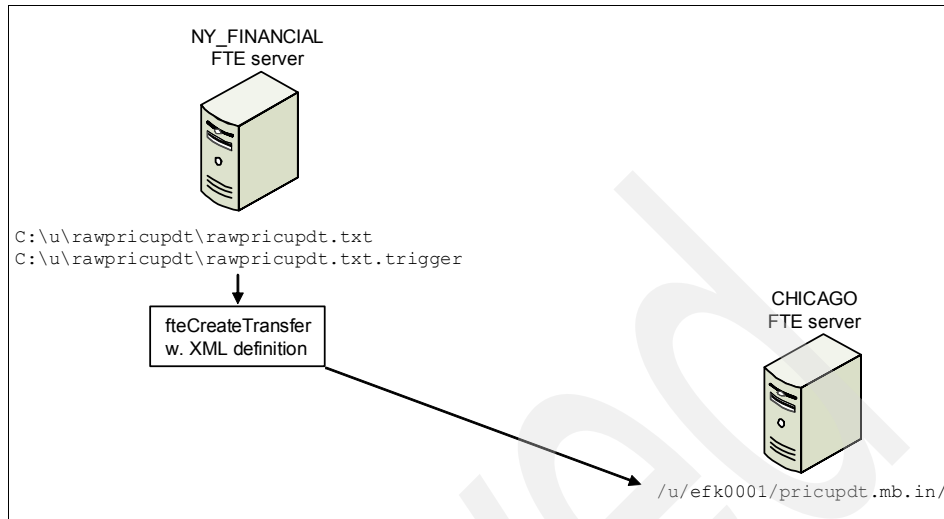 NY_FINANCIAL
FTE server
C:\u\rawpricupdt\rawpricupdt.txt
C:\u\rawpricupdt\rawpricupdt.txt.trigger
fteCreateTransfer
w. XML definition
CHICAGO
FTE server
/u/efk0001/pricupdt.mb.in/